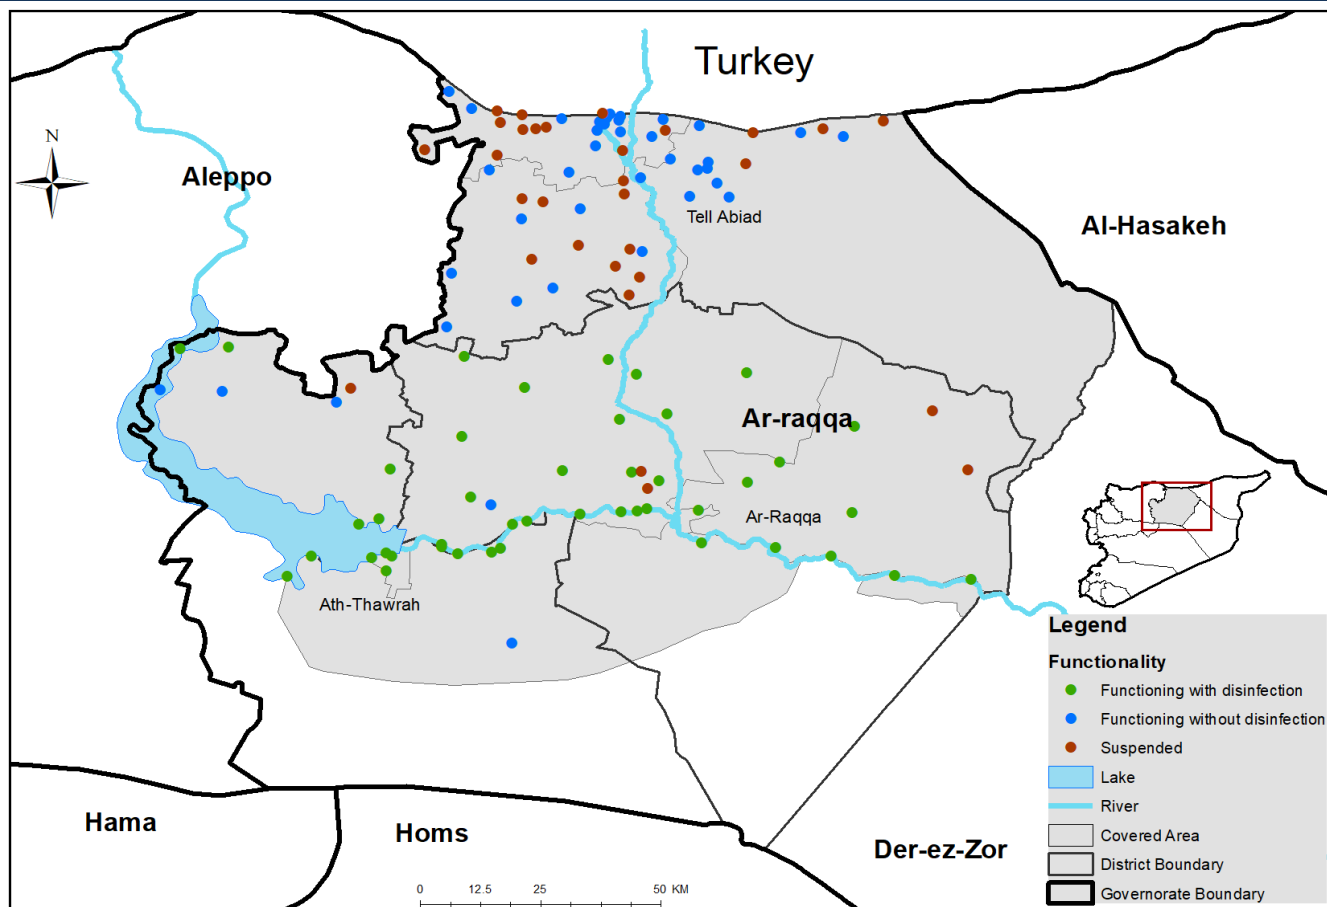 Turkey
N
Aleppo
Tell Abiad
Al-Hasakeh
Ar-raqqa
Ar-Raqqa
Ath-Thawrah
Legend
Functionality
Functioning with disinfection
Functioning without disinfection
Suspended
Lake
River
Covered Area
District Boundary
Governorate Boundary
Hama
Homs
Der-ez-Zor
0 12.5 25 50 KM